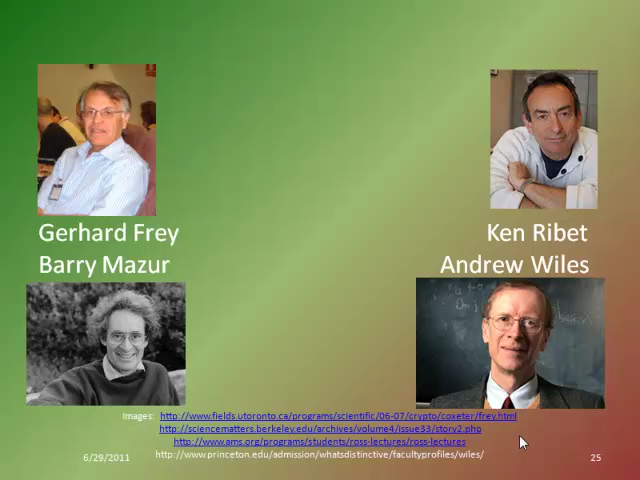 Gerhard Frey
Ken Ribet
Barry Mazur
Andrew Wiles
Images: http://www.fields.utoronto.ca/programs/scientific/06-07/crypto/coxeter/frey.html
http://sciencematters.berkeley.edu/archives/volume4/issue33/story2.php
http://www.ams.org/programs/students/ross-lectures/ross-lectures
6/29/2011
http://www.princeton.edu/admission/whatsdistinctive/facultyprofiles/wiles/
25